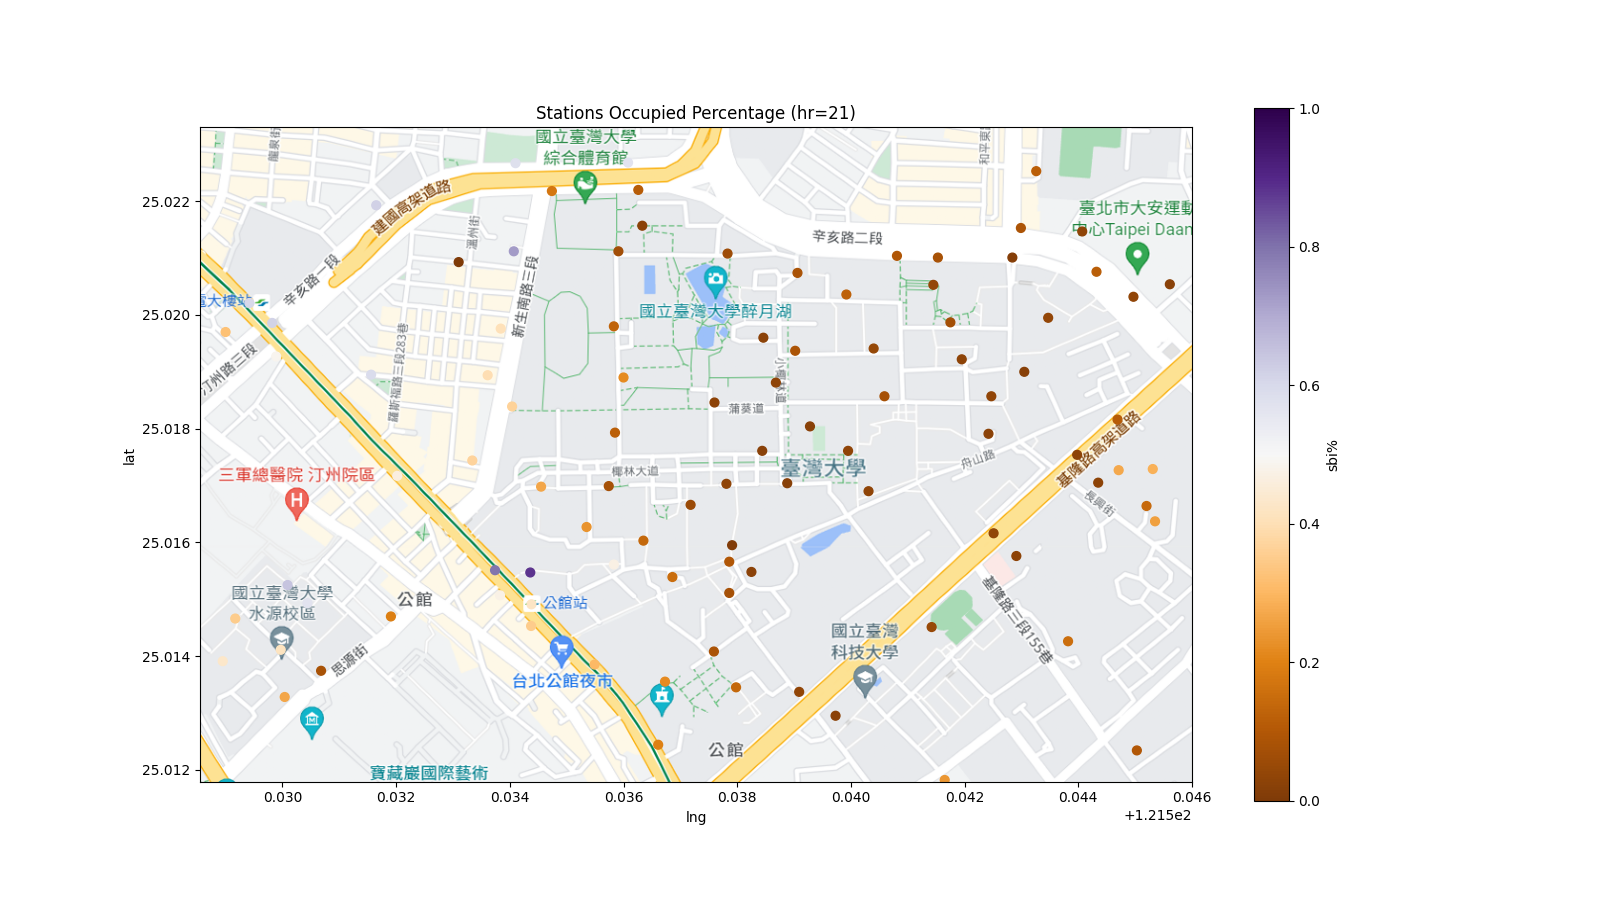 Stations Occupied Percentage (hr=21)
國立臺灣大學
綜合體育館
龍泉街
和平東
建國高架道路
溫州街
臺北市大安運動
中心Taipei Daan
辛亥路二段
辛亥路一段
新生南路三段
電大樓站
國立臺灣大學醉月湖
羅斯福路三段283巷
汀州路三段
小椰林道
蒲葵道
基隆路高架道路
臺灣大學
舟山路
椰林大道
三軍總醫院 汀州院區
H
長興街
國立臺灣大學
水源校區
公館
公館站
基隆路三段155巷
國立臺灣
科技大學
思源街
台北公館夜市
公館
寶藏巖國際藝術
25.022
25.020
25.018
25.016
25.014
25.012
lat
0.030
0.032
0.034
0.036
0.038
0.040
0.042
0.044
0.046
lng
+1.215e2
1.0
0.8
0.6
0.4
0.2
0.0
sbi%